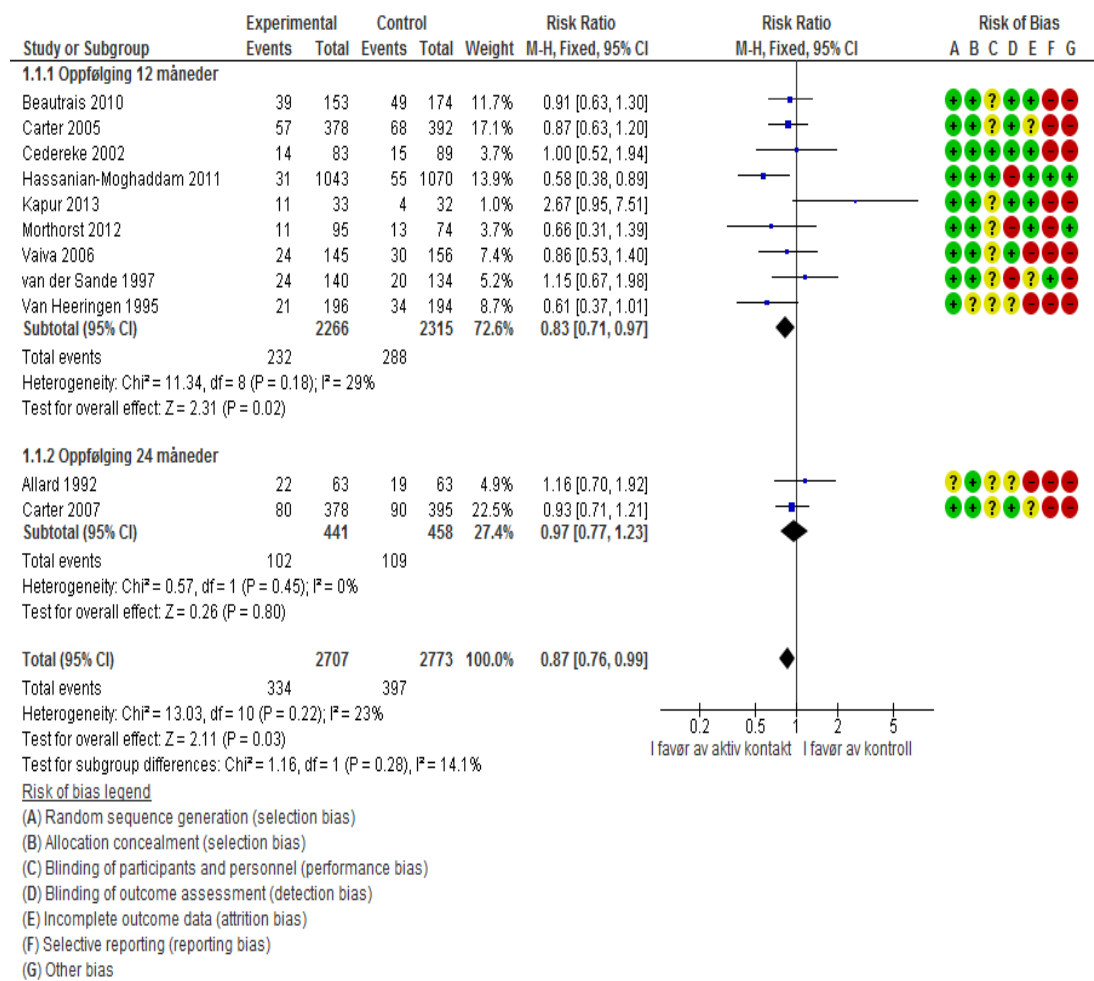 Experimental Control Risk Ratio Risk Ratio Risk of Bias
Study or Subgroup Events Total Events Total Weight M-H, Fixed, 95% CI M-H, Fixed, 95% CI A B C D E F G
1.1.1 Oppfølging 12 måneder
Beautrais 2010 39 153 49 174 11.7% 0.91 [0.63, 1.30] + + ? + + - -
Carter 2005 57 378 68 392 17.1% 0.87 [0.63, 1.20] + + ? + ? - -
Cedereke 2002 14 83 15 89 3.7% 1.00 [0.52, 1.94] + + + + + - -
Hassanian-Moghaddam 2011 31 1043 55 1070 13.9% 0.58 [0.38, 0.89] + + + - + + +
Kapur 2013 11 33 4 32 1.0% 2.67 [0.95, 7.51] + + ? + + - -
Morthorst 2012 11 95 13 74 3.7% 0.66 [0.31, 1.39] + + ? - + - +
Vaiva 2006 24 145 30 156 7.4% 0.86 [0.53, 1.40] + + ? + - - -
van der Sande 1997 24 140 20 134 5.2% 1.15 [0.67, 1.98] + + ? - ? + -
Van Heeringen 1995 21 196 34 194 8.7% 0.61 [0.37, 1.01] + ? ? ? - - -
Subtotal (95% CI) 2266 2315 72.6% 0.83 [0.71, 0.97]
Total events 232 288
Heterogeneity: Chi² = 11.34, df = 8 (P = 0.18); I² = 29%
Test for overall effect: Z = 2.31 (P = 0.02)
1.1.2 Oppfølging 24 måneder
Allard 1992 22 63 19 63 4.9% 1.16 [0.70, 1.92] ? + ? ? - - -
Carter 2007 80 378 90 395 22.5% 0.93 [0.71, 1.21] + + ? + ? - -
Subtotal (95% CI) 441 458 27.4% 0.97 [0.77, 1.23]
Total events 102 109
Heterogeneity: Chi² = 0.57, df = 1 (P = 0.45); I² = 0%
Test for overall effect: Z = 0.26 (P = 0.80)
Total (95% CI) 2707 2773 100.0% 0.87 [0.76, 0.99]
Total events 334 397
Heterogeneity: Chi² = 13.03, df = 10 (P = 0.22); I² = 23%
Test for overall effect: Z = 2.11 (P = 0.03)
Test for subgroup differences: Chi² = 1.16, df = 1 (P = 0.28), I² = 14.1%
0.2 0.5 1 2 5
I favør av aktiv kontakt I favør av kontroll
Risk of bias legend
(A) Random sequence generation (selection bias)
(B) Allocation concealment (selection bias)
(C) Blinding of participants and personnel (performance bias)
(D) Blinding of outcome assessment (detection bias)
(E) Incomplete outcome data (attrition bias)
(F) Selective reporting (reporting bias)
(G) Other bias